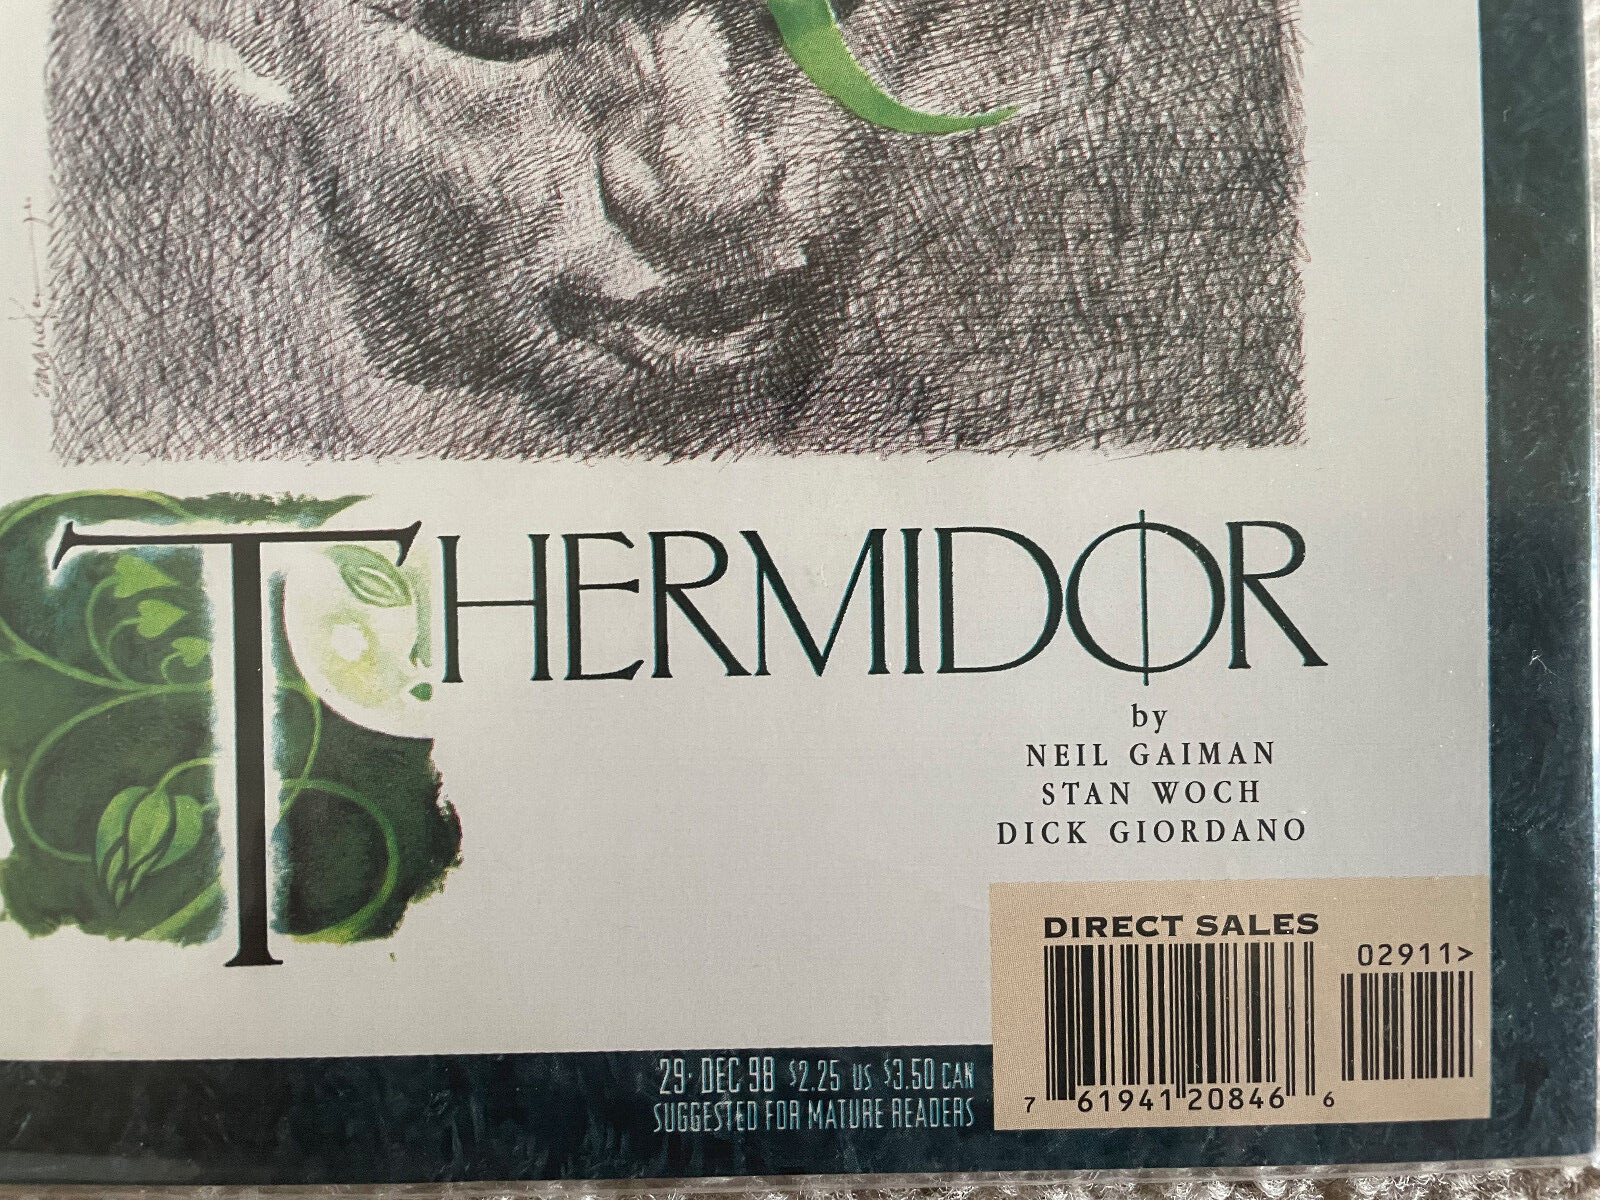 THERMIDOR
by
NEIL GAIMAN
STAN WOCH
DICK GIORDANO
DIRECT SALES
02911>
7 61941 20846 6
29· DEC 98 $2.25 US $3.50 CAN
SUGGESTED FOR MATURE READERS